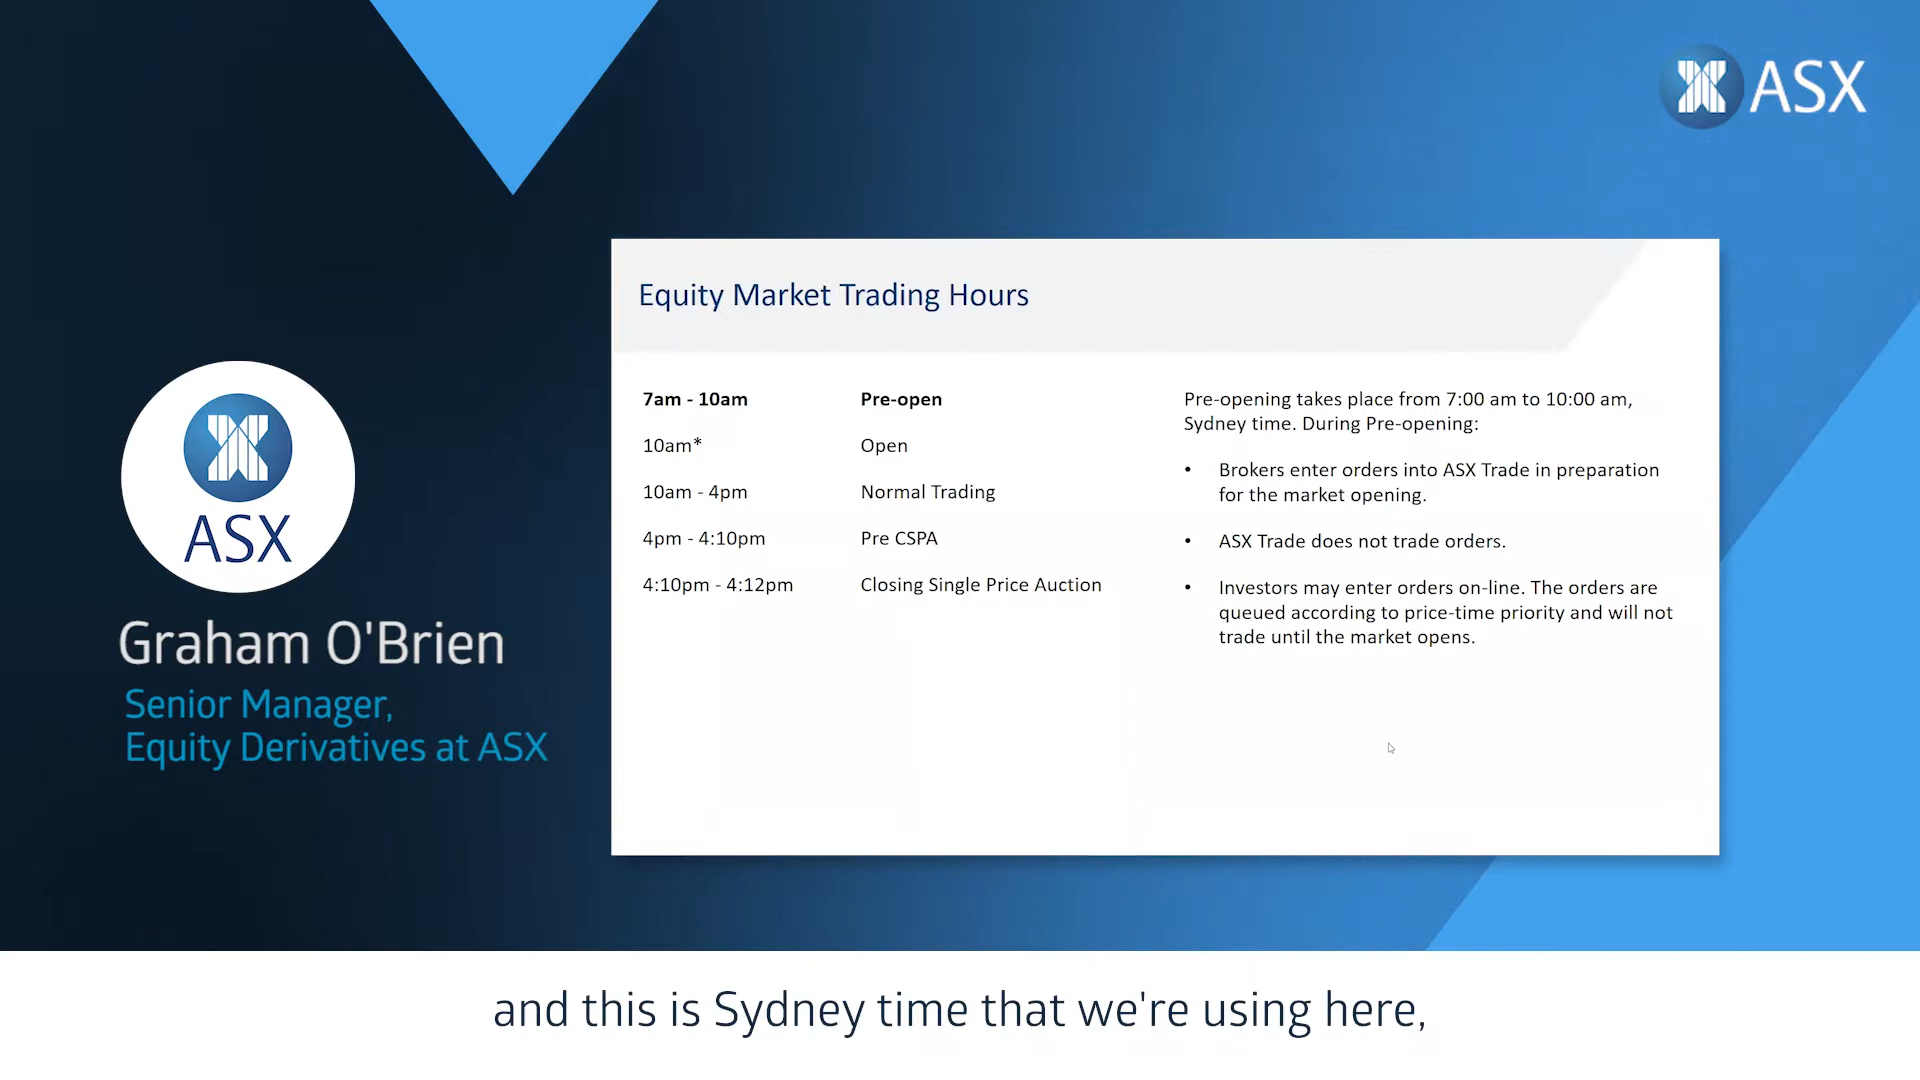 ASX
Equity Market Trading Hours
7am - 10am Pre-open
10am* Open
10am - 4pm Normal Trading
4pm - 4:10pm Pre CSPA
4:10pm - 4:12pm Closing Single Price Auction
Pre-opening takes place from 7:00 am to 10:00 am,
Sydney time. During Pre-opening:
• Brokers enter orders into ASX Trade in preparation
for the market opening.
• ASX Trade does not trade orders.
• Investors may enter orders on-line. The orders are
queued according to price-time priority and will not
trade until the market opens.
ASX
Graham O'Brien
Senior Manager,
Equity Derivatives at ASX
and this is Sydney time that we're using here,